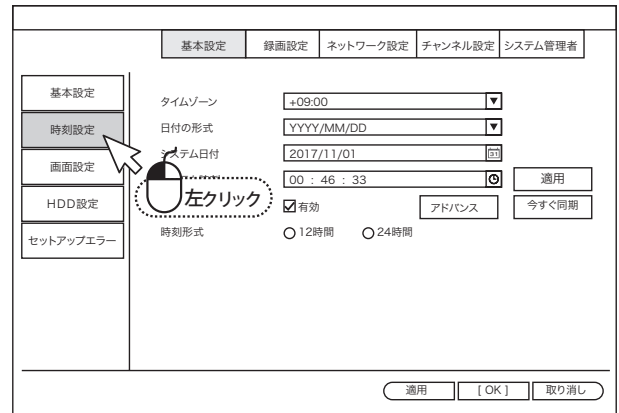 基本設定 録画設定 ネットワーク設定 チャンネル設定 システム管理者
基本設定
時刻設定
画面設定
HDD設定
セットアップエラー
タイムゾーン +09:00
日付の形式 YYYY/MM/DD
システム日付 2017/11/01 31
00 : 46 : 33 適用
有効 アドバンス 今すぐ同期
時刻形式 12時間 24時間
左クリック
適用 [ OK ] 取り消し